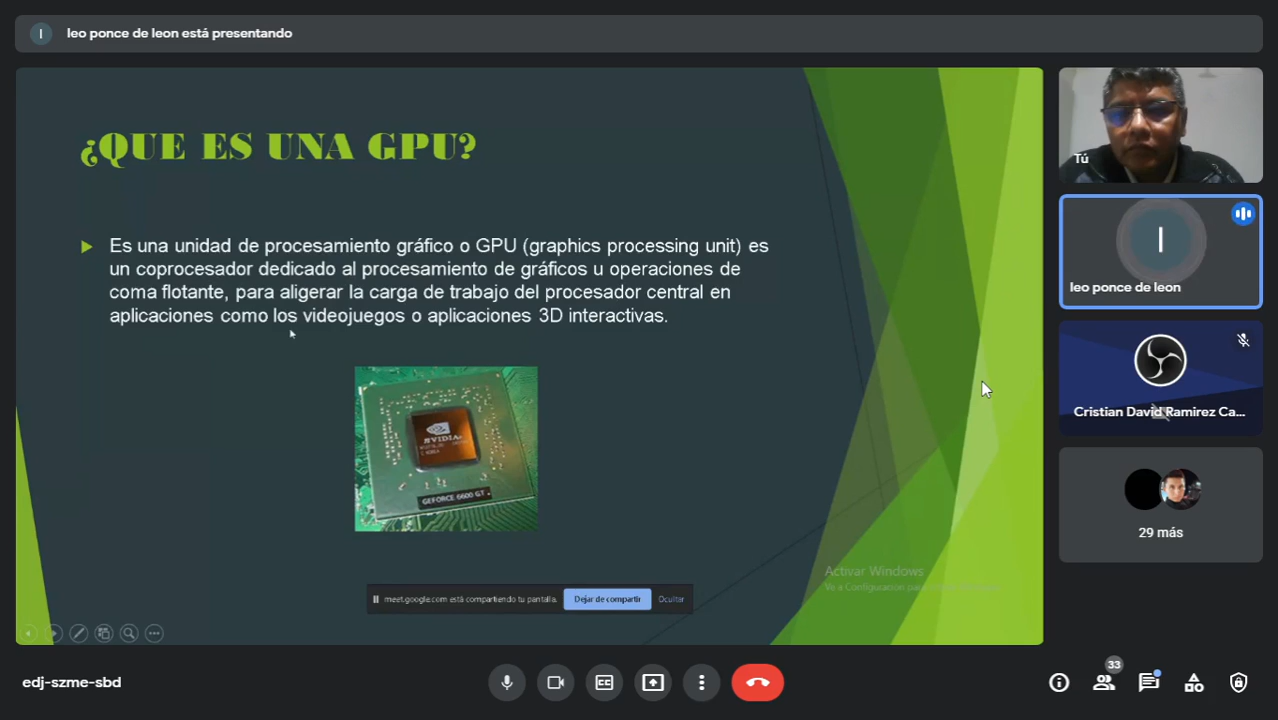 I
leo ponce de leon está presentando
¿QUE ES UNA GPU?
Es una unidad de procesamiento gráfico o GPU (graphics processing unit) es
un coprocesador dedicado al procesamiento de gráficos u operaciones de
coma flotante, para aligerar la carga de trabajo del procesador central en
aplicaciones como los videojuegos o aplicaciones 3D interactivas.
NVIDIA
GEFORCE 6600 GT
Activar Windows
Ve a Configuración para
meet.google.com está compartiendo tu pantalla.
Dejar de compartir
Ocultar
Tú
I
leo ponce de leon
Cristian David Ramirez Ca...
29 más
edj-szme-sbd
CC
33